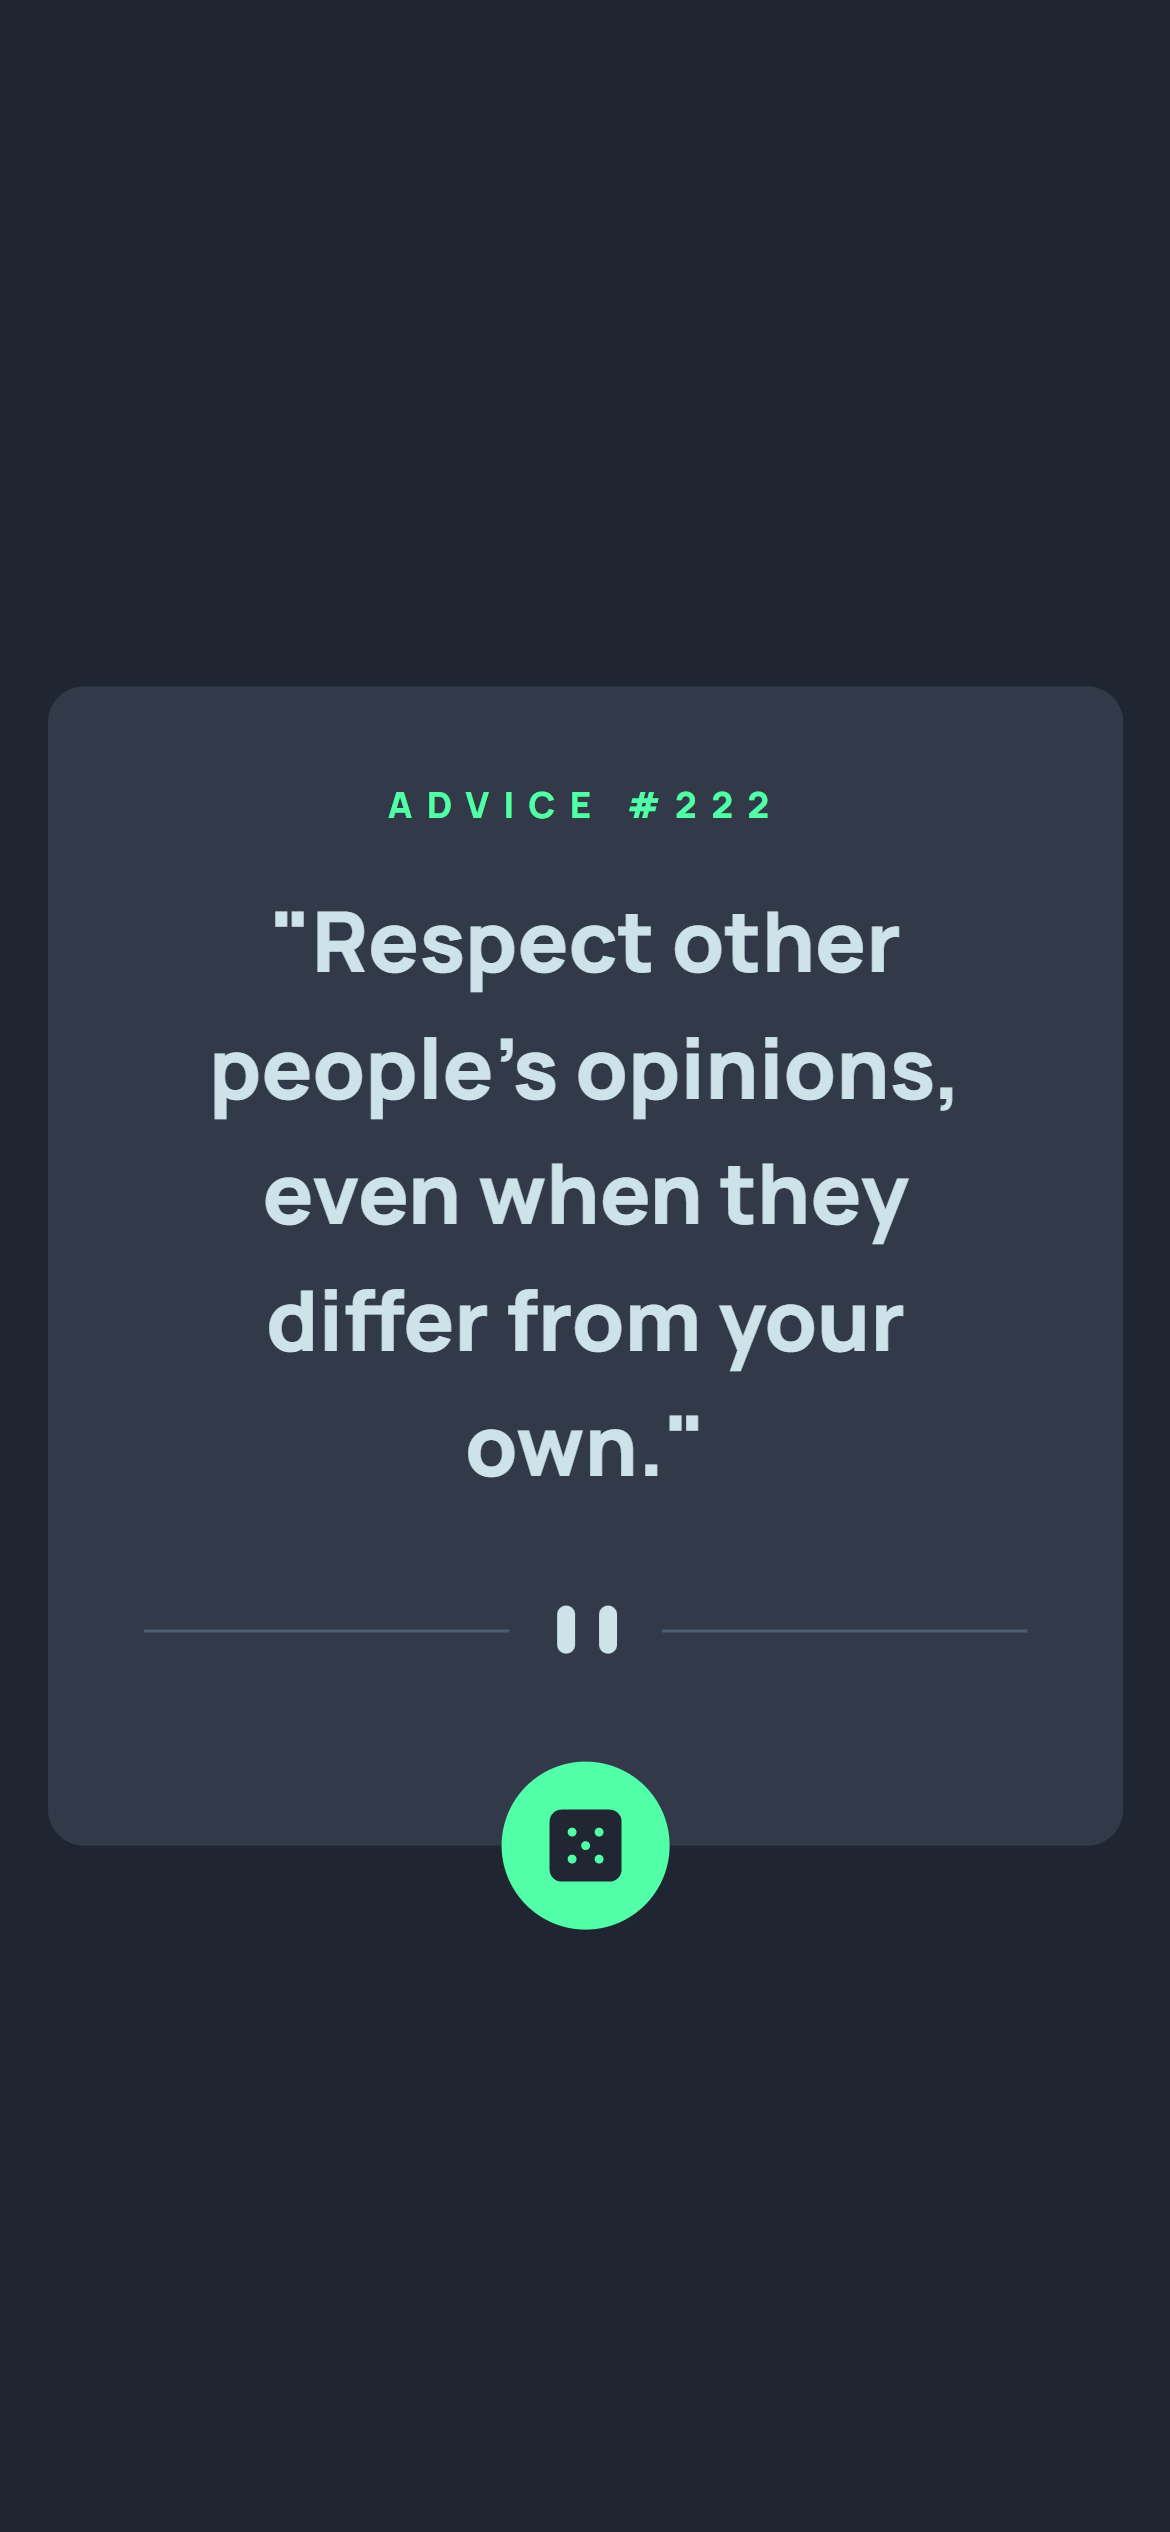 ADVICE #222
"Respect other
people’s opinions,
even when they
differ from your
own."